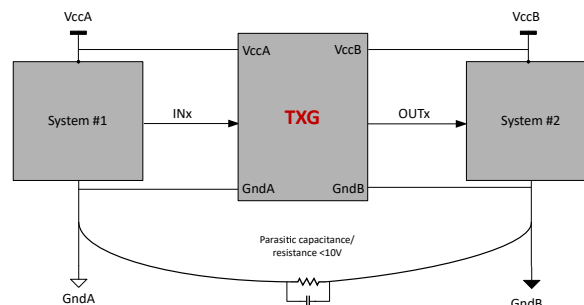 VccA
VccB
VccA
VccB
System #1
INx
TXG
OUTx
System #2
GndA
GndB
Parasitic capacitance/
resistance <10V
GndA
GndB